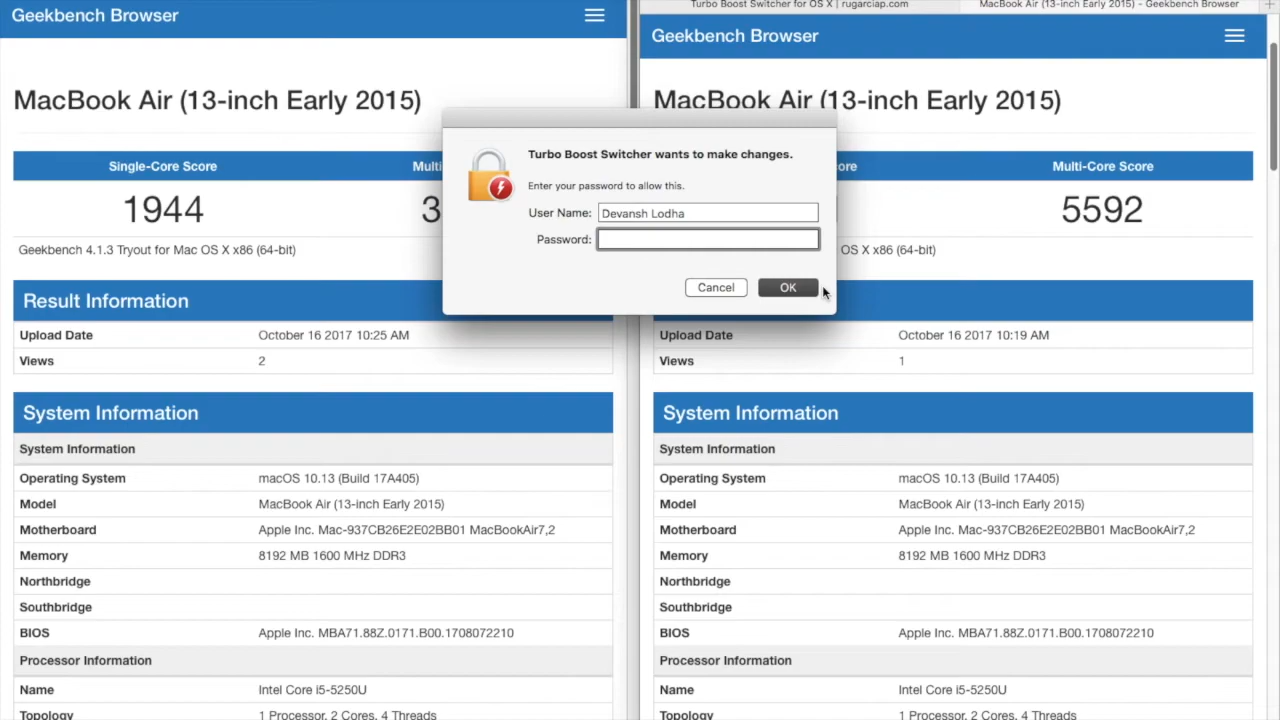 Turbo Boost Switcher for OS X | rugarciap.com
MacBook Air (13-inch Early 2015) - Geekbench Browser
Geekbench Browser
MacBook Air (13-inch Early 2015)
Single-Core Score
Multi
1944
3
Geekbench 4.1.3 Tryout for Mac OS X x86 (64-bit)
Result Information
Upload Date October 16 2017 10:25 AM
Views 2
System Information
System Information
Operating System macOS 10.13 (Build 17A405)
Model MacBook Air (13-inch Early 2015)
Motherboard Apple Inc. Mac-937CB26E2E02BB01 MacBookAir7,2
Memory 8192 MB 1600 MHz DDR3
Northbridge
Southbridge
BIOS Apple Inc. MBA71.88Z.0171.B00.1708072210
Processor Information
Name Intel Core i5-5250U
Topology 1 Processor, 2 Cores, 4 Threads
Turbo Boost Switcher wants to make changes.
Enter your password to allow this.
User Name: Devansh Lodha
Password:
Cancel OK
Geekbench Browser
MacBook Air (13-inch Early 2015)
ore
Multi-Core Score
5592
OS X x86 (64-bit)
Upload Date October 16 2017 10:19 AM
Views 1
System Information
System Information
Operating System macOS 10.13 (Build 17A405)
Model MacBook Air (13-inch Early 2015)
Motherboard Apple Inc. Mac-937CB26E2E02BB01 MacBookAir7,2
Memory 8192 MB 1600 MHz DDR3
Northbridge
Southbridge
BIOS Apple Inc. MBA71.88Z.0171.B00.1708072210
Processor Information
Name Intel Core i5-5250U
Topology 1 Processor, 2 Cores, 4 Threads